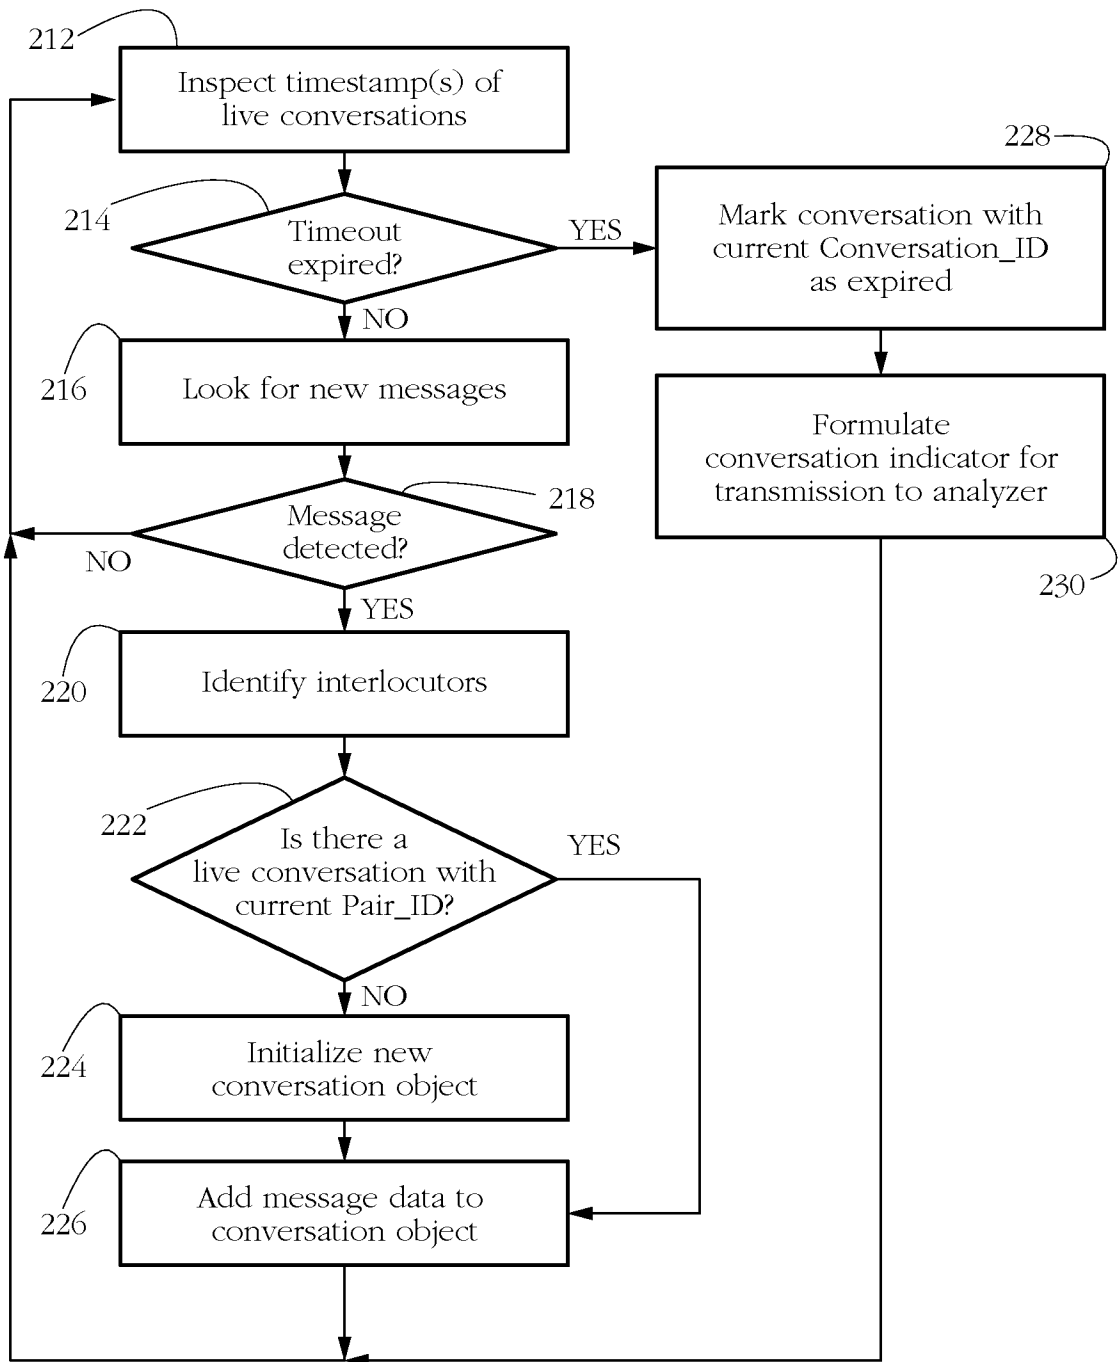 212
Inspect timestamp(s) of
live conversations
228
214
Timeout
expired?
YES
Mark conversation with
current Conversation_ID
as expired
NO
216
Look for new messages
Formulate
conversation indicator for
transmission to analyzer
218
Message
detected?
NO
230
YES
220
Identify interlocutors
222
Is there a
live conversation with
current Pair_ID?
YES
NO
224
Initialize new
conversation object
226
Add message data to
conversation object